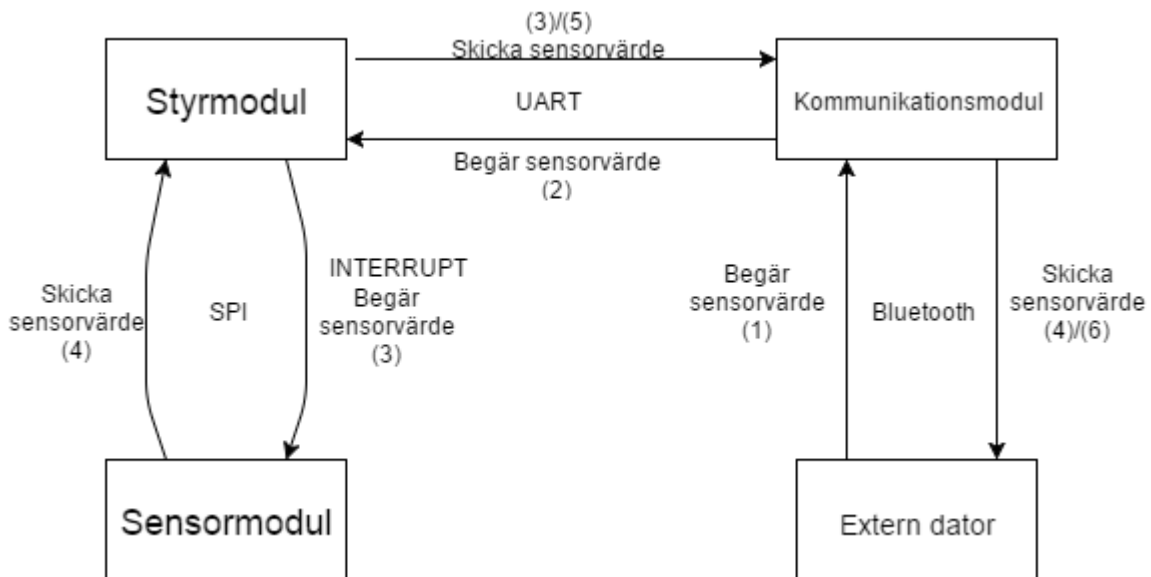 (3)/(5)
Skicka sensorvärde
Styrmodul
UART
Kommunikationsmodul
Begär sensorvärde
(2)
Skicka
sensorvärde
(4)
SPI
INTERRUPT
Begär
sensorvärde
(3)
Begär
sensorvärde
(1)
Bluetooth
Skicka
sensorvärde
(4)/(6)
Sensormodul
Extern dator